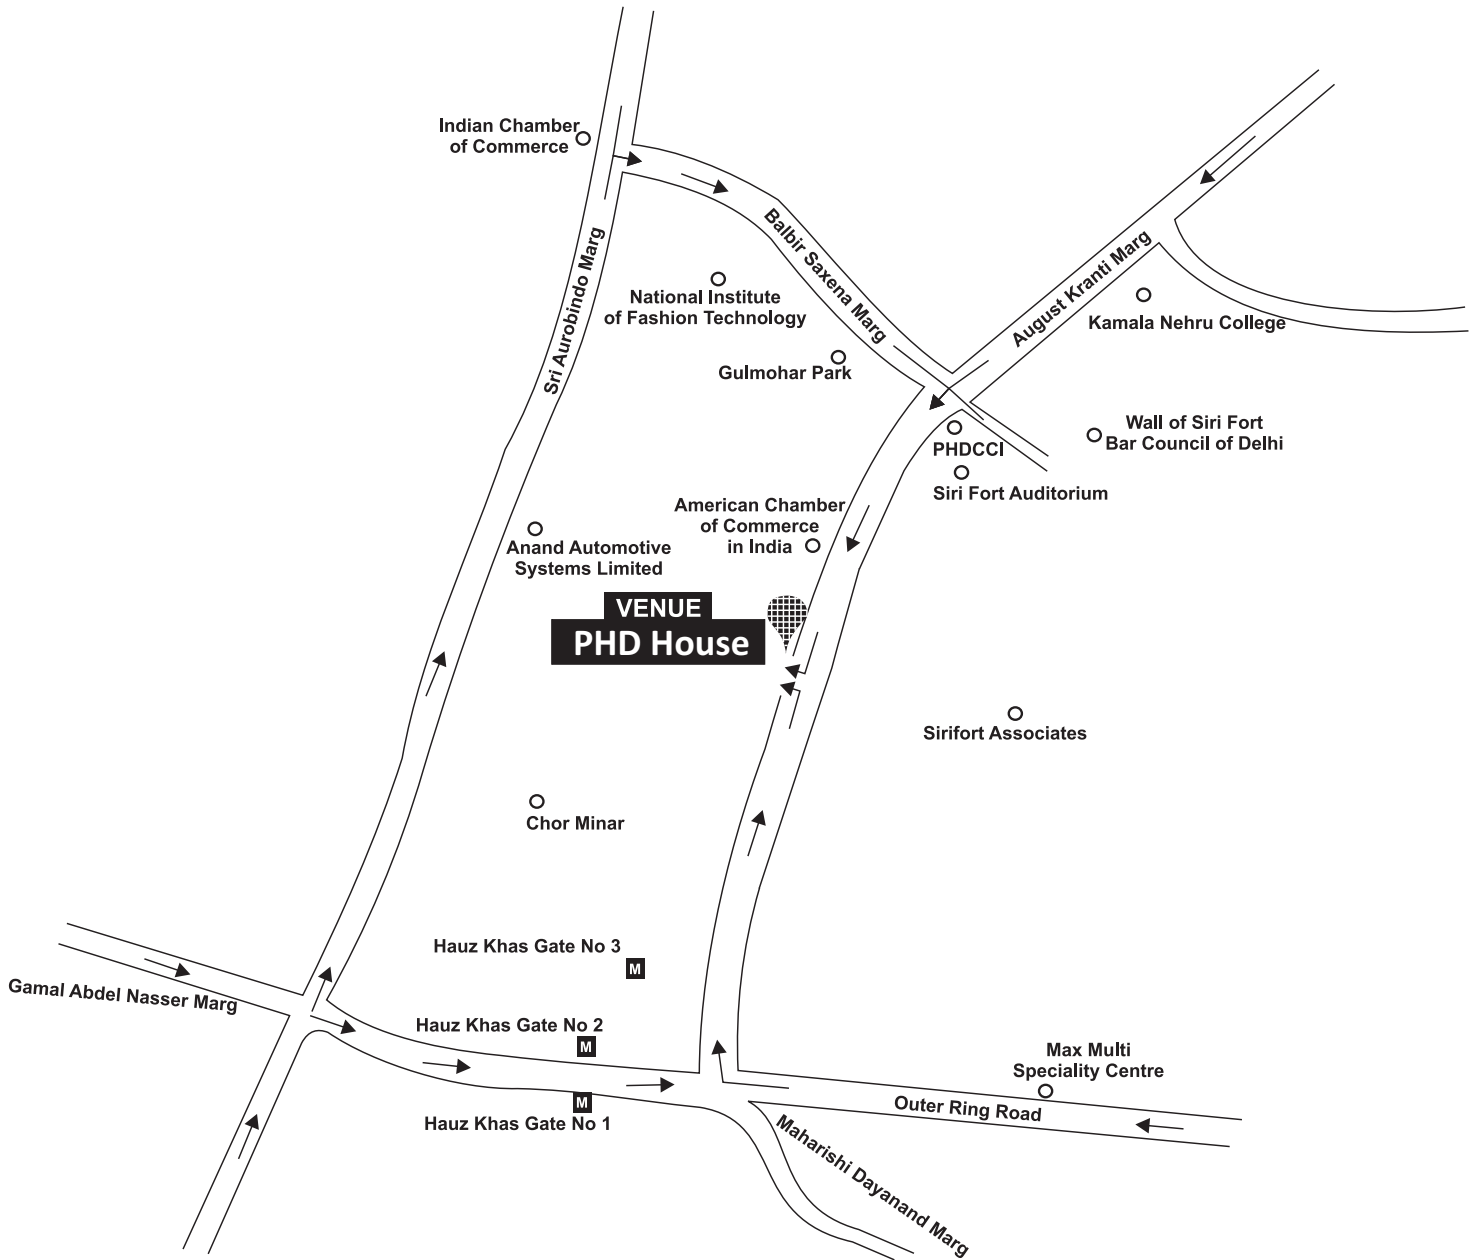 Indian Chamber
of Commerce
Balbir Saxena Marg
August Kranti Marg
Sri Aurobindo Marg
National Institute
of Fashion Technology
Kamala Nehru College
Gulmohar Park
Wall of Siri Fort
Bar Council of Delhi
PHDCCI
Siri Fort Auditorium
American Chamber
of Commerce
in India
Anand Automotive
Systems Limited
VENUE
PHD House
Sirifort Associates
Chor Minar
Hauz Khas Gate No 3
M
Gamal Abdel Nasser Marg
Hauz Khas Gate No 2
M
Max Multi
Speciality Centre
M
Outer Ring Road
Hauz Khas Gate No 1
Maharishi Dayanand Marg